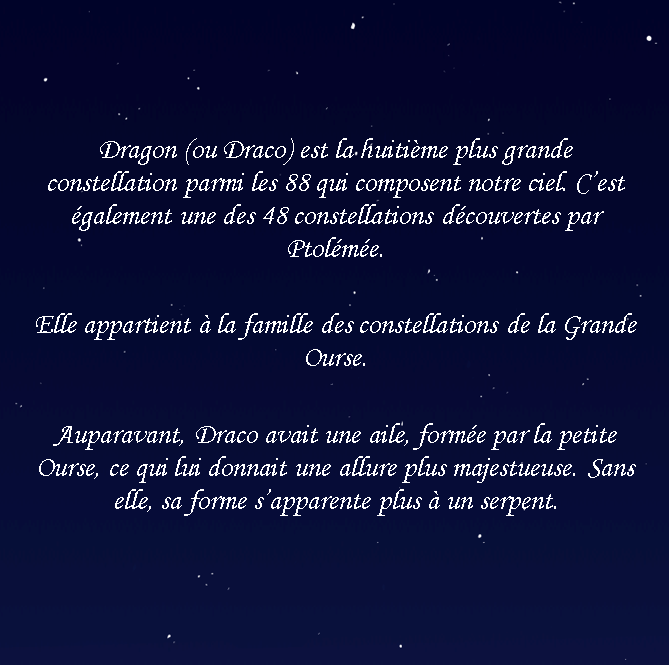 Dragon (ou Draco) est la huitième plus grande
constellation parmi les 88 qui composent notre ciel. C'est
également une des 48 constellations découvertes par
Ptolémée.
Elle appartient à la famille des constellations de la Grande
Ourse.
Auparavant, Draco avait une aile, formée par la petite
Ourse, ce qui lui donnait une allure plus majestueuse. Sans
elle, sa forme s'apparente plus à un serpent.